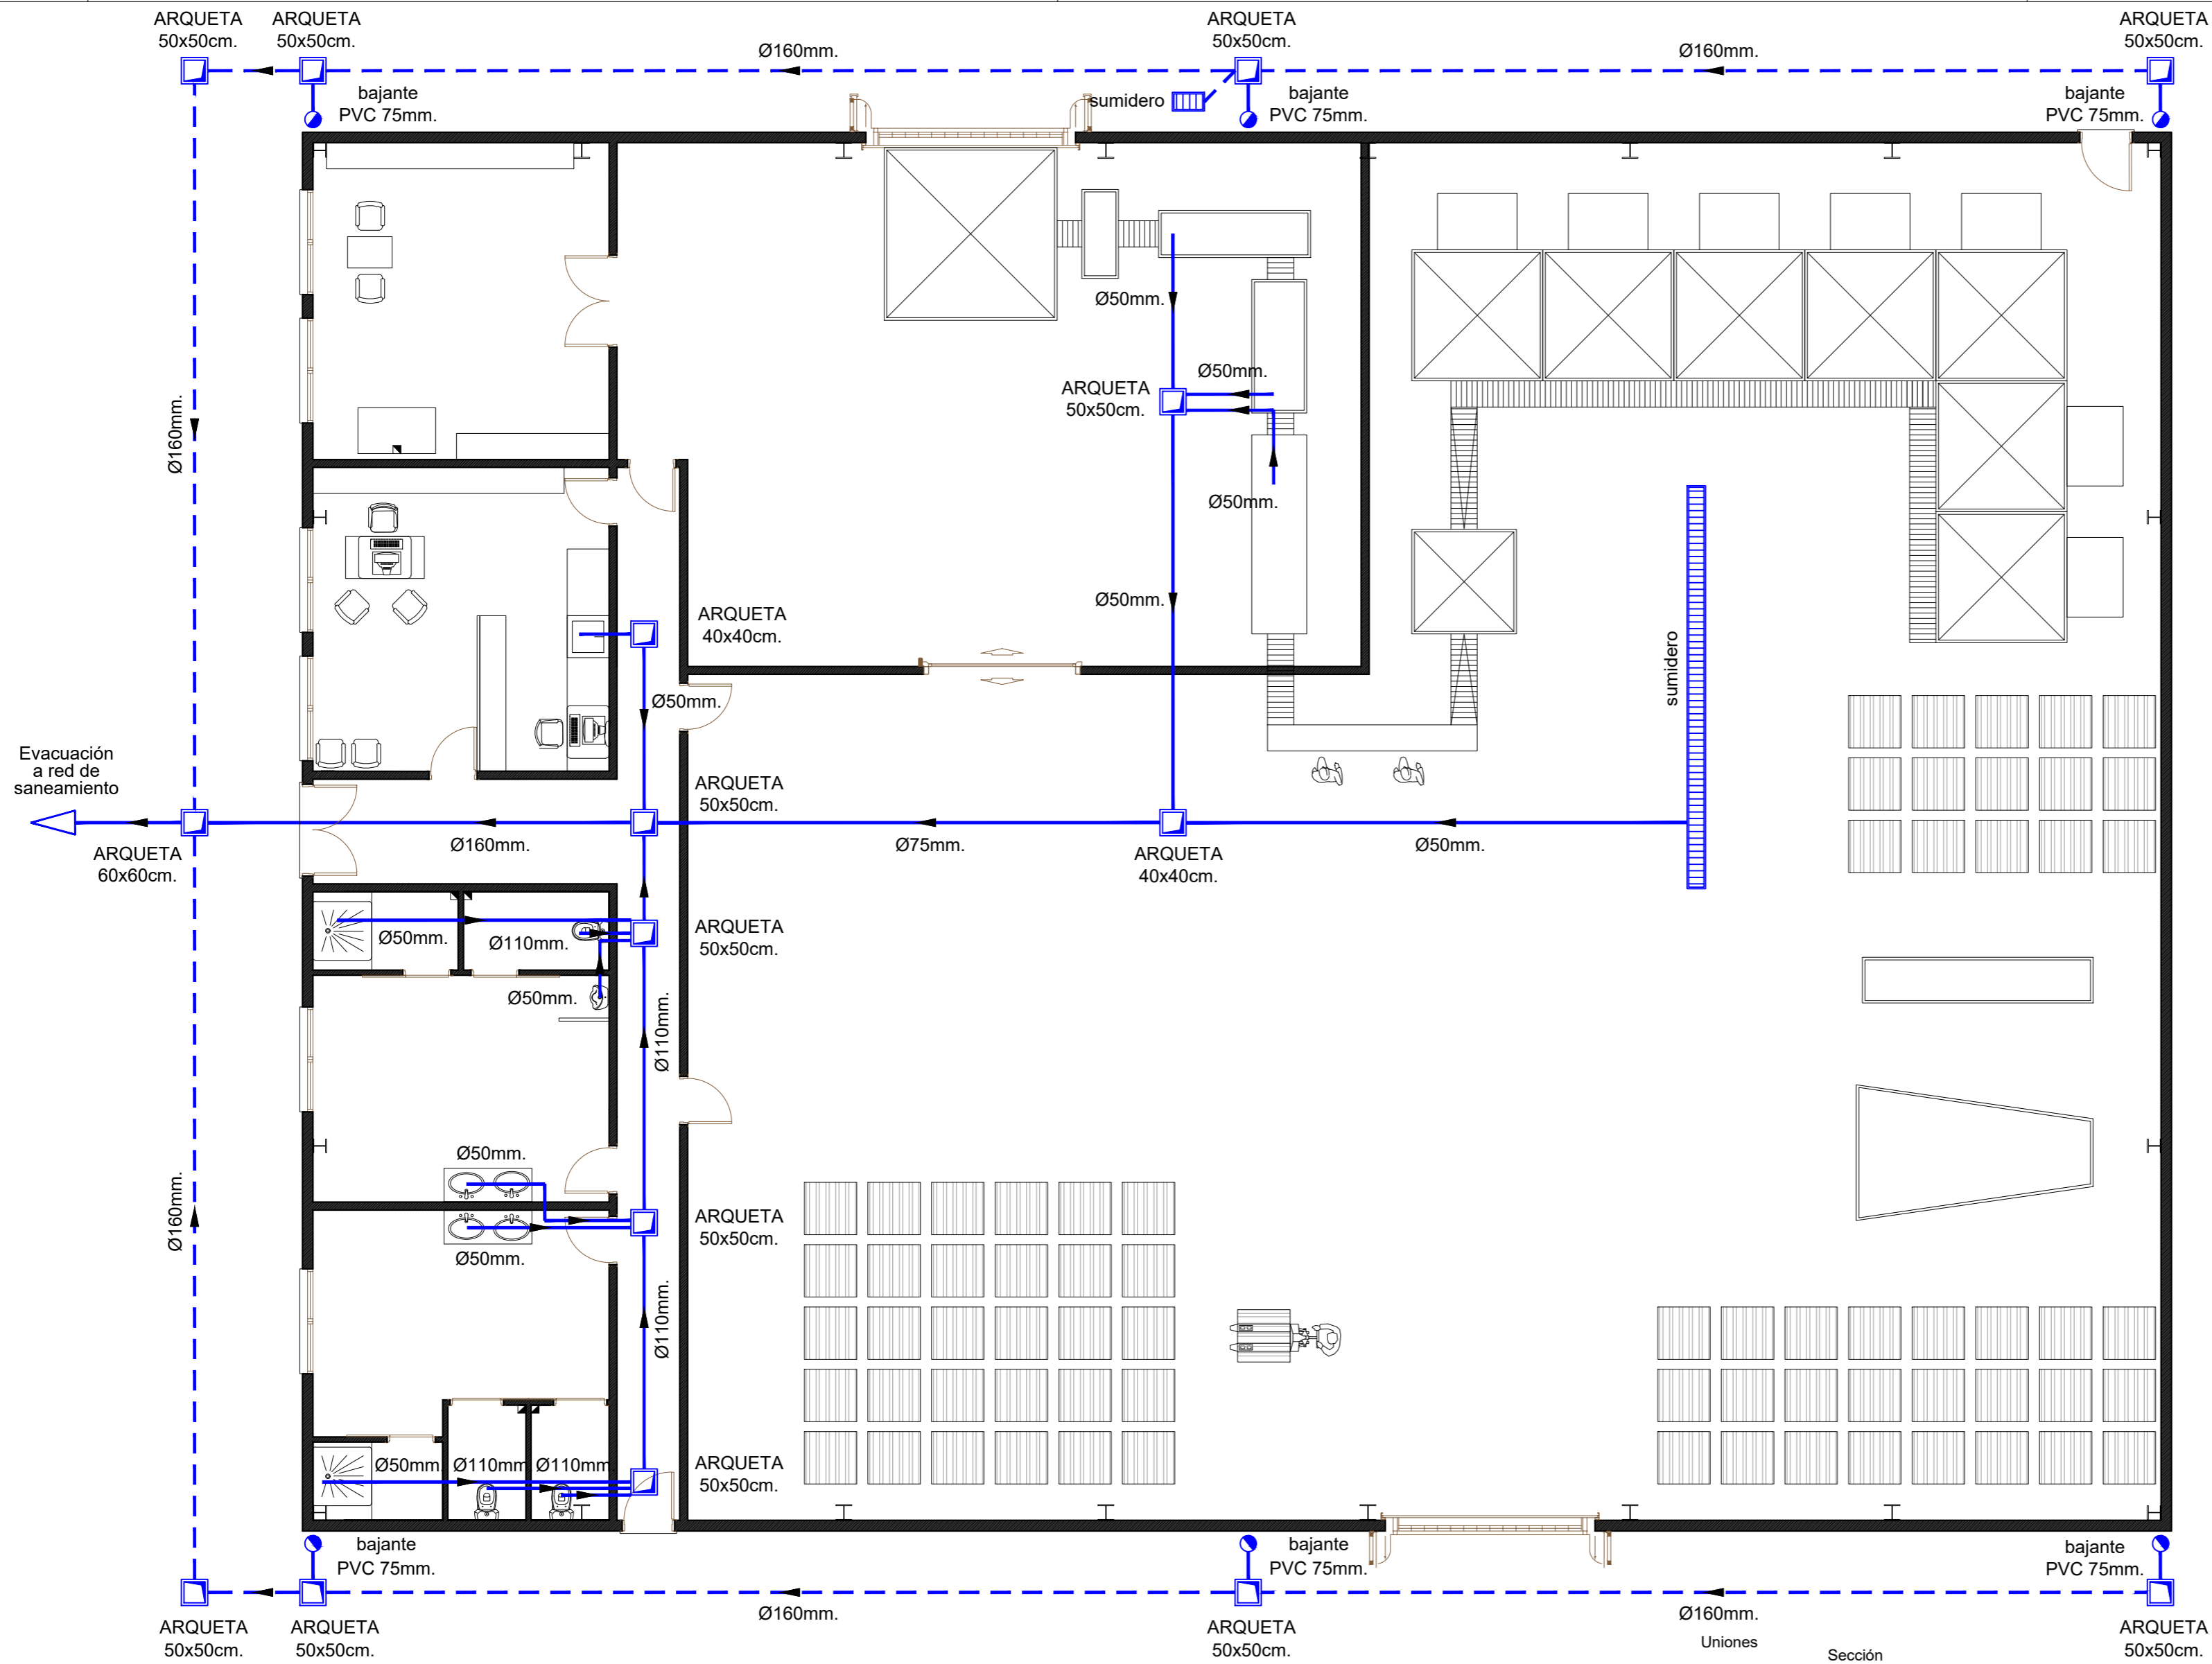 ARQUETA
50x50cm.
ARQUETA
50x50cm.
ARQUETA
50x50cm.
ARQUETA
50x50cm.
Ø160mm.
Ø160mm.
bajante
PVC 75mm.
sumidero
bajante
PVC 75mm.
bajante
PVC 75mm.
Ø50mm.
Ø50mm.
ARQUETA
50x50cm.
Ø160mm.
Ø50mm.
Ø50mm.
ARQUETA
40x40cm.
sumidero
Ø50mm.
Evacuación
a red de
saneamiento
ARQUETA
50x50cm.
Ø160mm.
Ø75mm.
Ø50mm.
ARQUETA
60x60cm.
ARQUETA
40x40cm.
Ø50mm.
Ø110mm.
ARQUETA
50x50cm.
Ø50mm.
Ø110mm.
Ø50mm.
Ø160mm.
ARQUETA
50x50cm.
Ø50mm.
Ø110mm.
Ø50mm.
Ø110mm
Ø110mm.
ARQUETA
50x50cm.
bajante
PVC 75mm.
bajante
PVC 75mm.
bajante
PVC 75mm.
Ø160mm.
Ø160mm.
ARQUETA
50x50cm.
ARQUETA
50x50cm.
ARQUETA
50x50cm.
ARQUETA
50x50cm.
Uniones
Sección